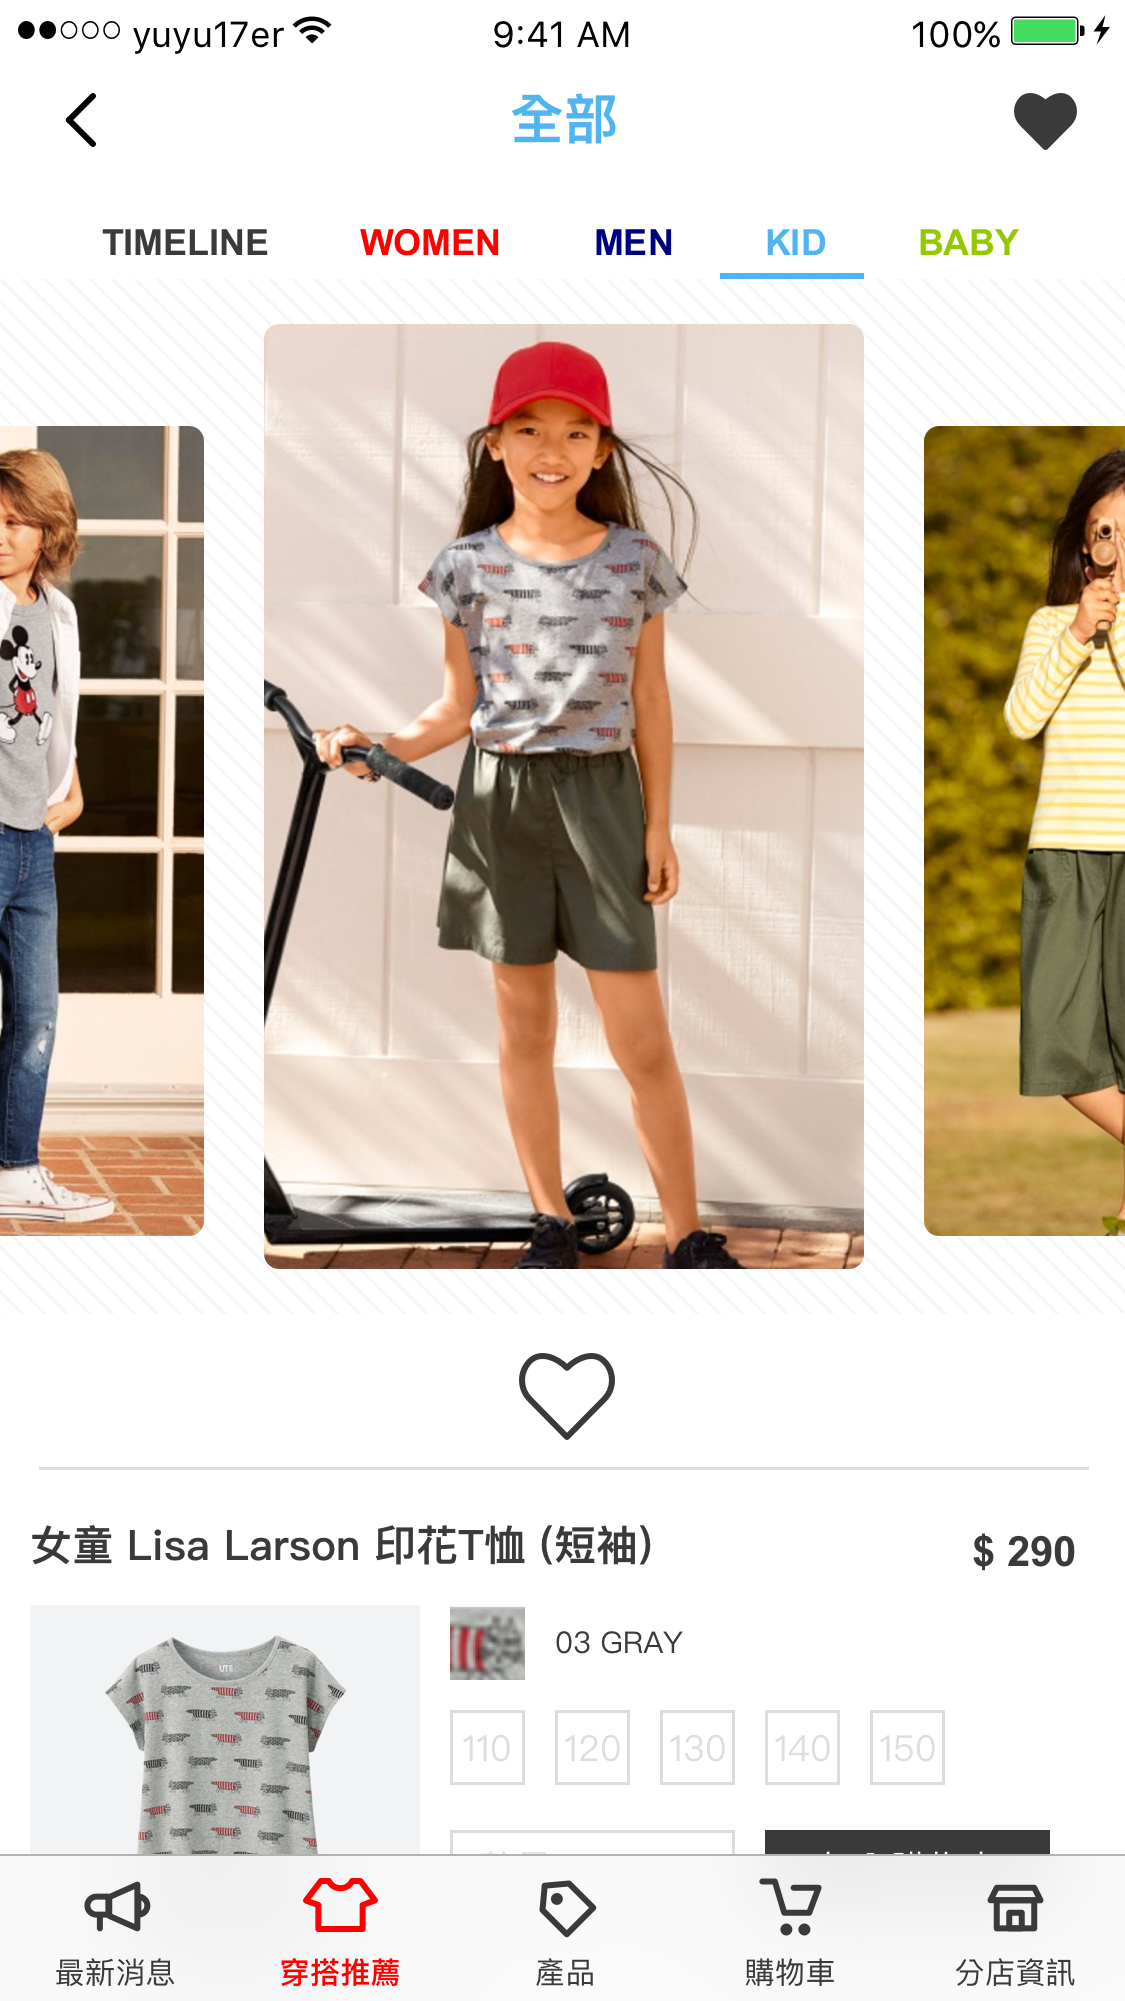 yuyu17er 9:41 AM 100%
全部
TIMELINE WOMEN MEN KID BABY
女童 Lisa Larson 印花T恤 (短袖)
$ 290
03 GRAY
110 120 130 140 150
最新消息 穿搭推薦 產品 購物車 分店資訊